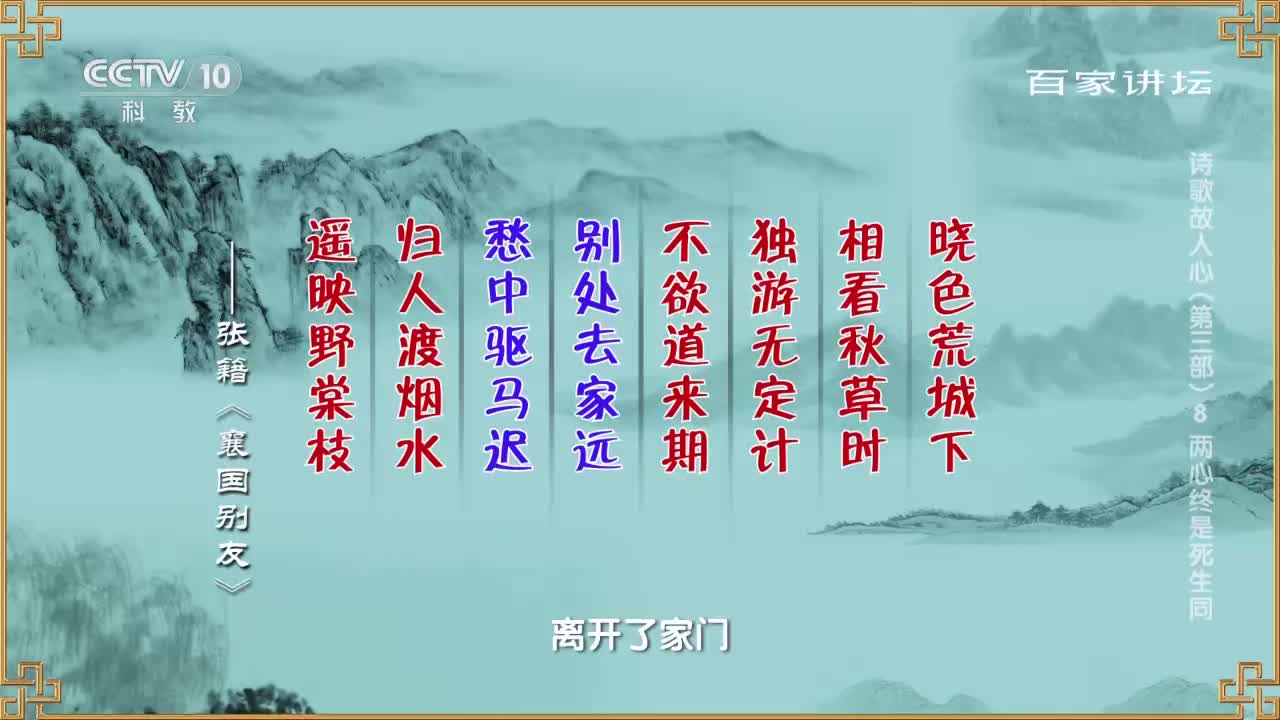 CCTV 10
科教
百家讲坛
诗歌故人心(第三部)8 两心终是死生同
晓色荒城下
相看秋草时
独游无定计
不欲道来期
别处去家远
愁中驱马迟
归人渡烟水
遥映野棠枝
——张籍《襄国别友》
离开了家门